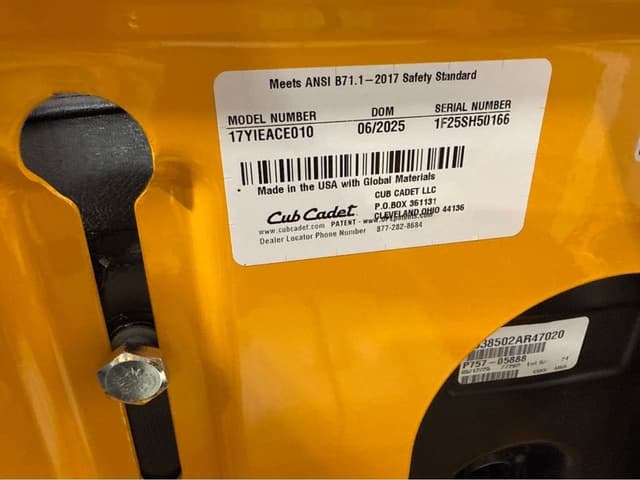 Meets ANSI B71.1–2017 Safety Standard
MODEL NUMBER DOM SERIAL NUMBER
17YIEACE010 06/2025 1F25SH50166
Made in the USA with Global Materials
CUB CADET LLC
P.O.BOX 361131
CLEVELAND OHIO 44136
Cub Cadet
www.cubcadet.com PATENT -
Dealer Locator Phone Number 877-282-8684
38502AR47020
P757-05888